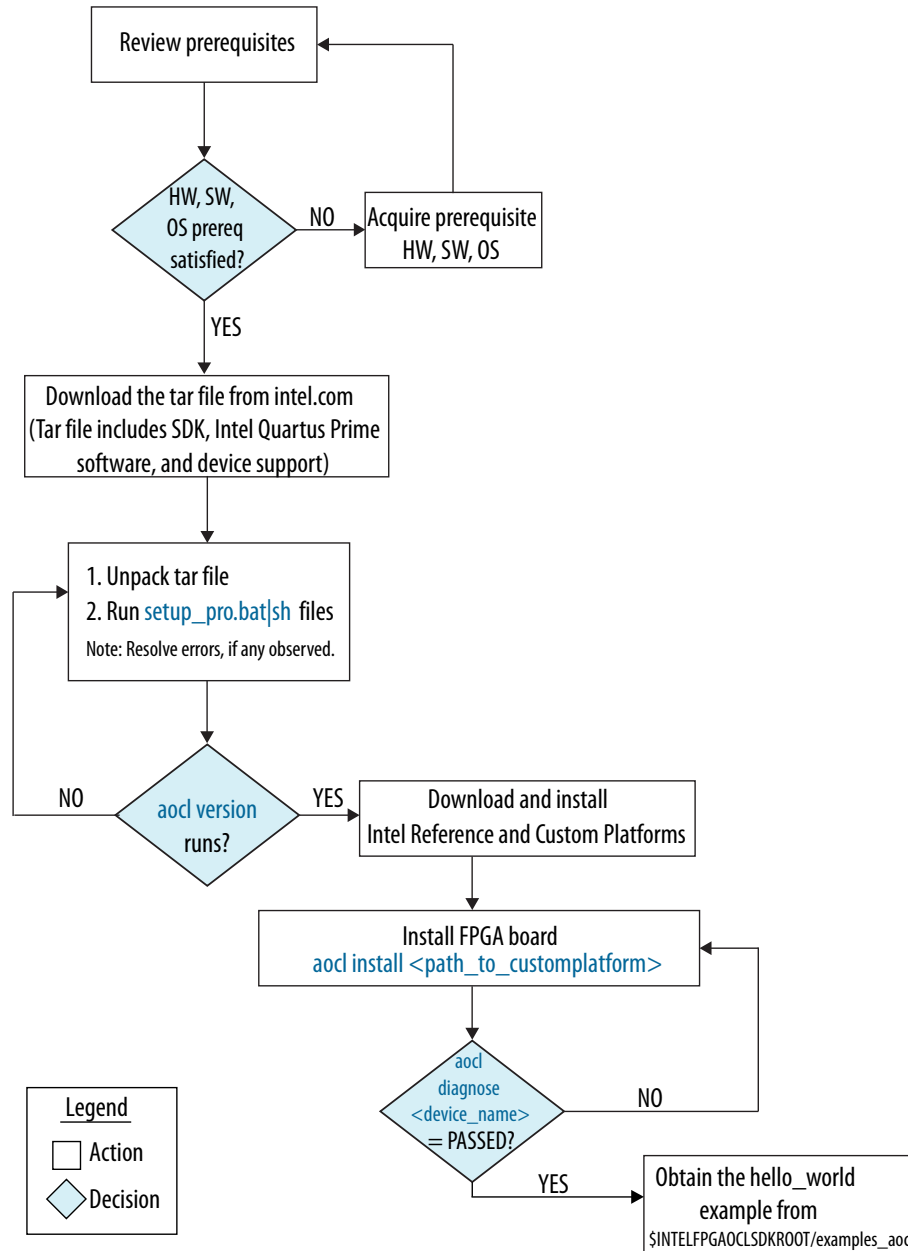 Review prerequisites
HW, SW,
OS prereq
satisfied?
NO
Acquire prerequisite
HW, SW, OS
YES
Download the tar file from intel.com
(Tar file includes SDK, Intel Quartus Prime
software, and device support)
1. Unpack tar file
2. Run setup_pro.bat|sh files
Note: Resolve errors, if any observed.
NO
aocl version
runs?
YES
Download and install
Intel Reference and Custom Platforms
Install FPGA board
aocl install <path_to_customplatform>
aocl
diagnose
<device_name>
= PASSED?
NO
YES
Legend
Action
Decision
Obtain the hello_world
example from
$INTELFPGAOCLSDKROOT/examples_aoc